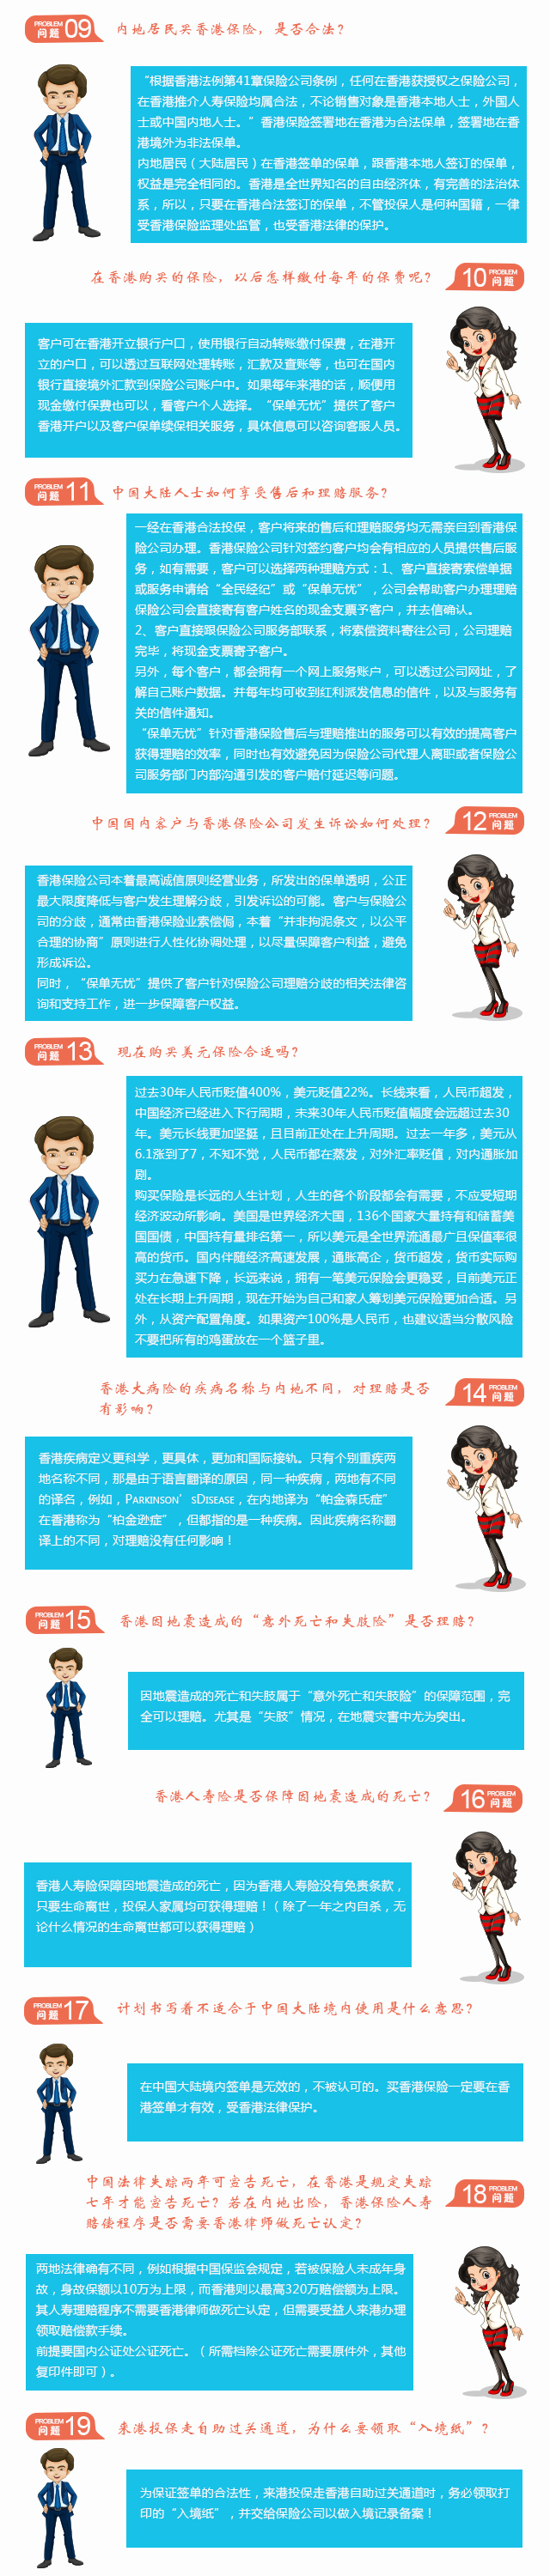 PROBLEM
问题 09
内地居民买香港保险，是否合法？
“根据香港法例第41章保险公司条例，任何在香港获授权之保险公司，
在香港推介人寿保险均属合法，不论销售对象是香港本地人士，外国人
士或中国内地人士。”香港保险签署地在香港为合法保单，签署地在香
港境外为非法保单。
内地居民（大陆居民）在香港签单的保单，跟香港本地人签订的保单，
权益是完全相同的。香港是全世界知名的自由经济体，有完善的法治体
系，所以，只要在香港合法签订的保单，不管投保人是何种国籍，一律
受香港保险监理处监管，也受香港法律的保护。
在香港购买的保险，以后怎样缴付每年的保费呢？
10 PROBLEM
问题
客户可在香港开立银行户口，使用银行自动转账缴付保费，在港开
立的户口，可以透过互联网处理转账，汇款及查账等，也可在国内
银行直接境外汇款到保险公司账户中。如果每年来港的话，顺便用
现金缴付保费也可以，看客户个人选择。“保单无忧”提供了客户
香港开户以及客户保单续保相关服务，具体信息可以咨询客服人员。
PROBLEM
问题 11
中国大陆人士如何享受售后和理赔服务？
一经在香港合法投保，客户将来的售后和理赔服务均无需亲自到香港保
险公司办理。香港保险公司针对签约客户均会有相应的人员提供售后服
务，如有需要，客户可以选择两种理赔方式：1、客户直接寄索偿单据
或服务申请给“全民经纪”或“保单无忧”，公司会帮助客户办理理赔
保险公司会直接寄有客户姓名的现金支票予客户，并去信确认。
2、客户直接跟保险公司服务部联系，将索偿资料寄往公司，公司理赔
完毕，将现金支票寄予客户。
另外，每个客户，都会拥有一个网上服务账户，可以透过公司网址，了
解自己账户数据。并每年均可收到红利派发信息的信件，以及与服务有
关的信件通知。
“保单无忧”针对香港保险售后与理赔推出的服务可以有效的提高客户
获得理赔的效率，同时也有效避免因为保险公司代理人离职或者保险公
司服务部门内部沟通引发的客户赔付延迟等问题。
中国国内客户与香港保险公司发生诉讼如何处理？
12 PROBLEM
问题
香港保险公司本着最高诚信原则经营业务，所发出的保单透明，公正
最大限度降低与客户发生理解分歧，引发诉讼的可能。客户与保险公
司的分歧，通常由香港保险业索偿侷，本着“并非拘泥条文，以公平
合理的协商”原则进行人性化协调处理，以尽量保障客户利益，避免
形成诉讼。
同时，“保单无忧”提供了客户针对保险公司理赔分歧的相关法律咨
询和支持工作，进一步保障客户权益。
PROBLEM
问题 13
现在购买美元保险合适吗？
过去30年人民币贬值400%，美元贬值22%。长线来看，人民币超发，
中国经济已经进入下行周期，未来30年人民币贬值幅度会远超过去30
年。美元长线更加坚挺，且目前正处在上升周期。过去一年多，美元从
6.1涨到了7，不知不觉，人民币都在蒸发，对外汇率贬值，对内通胀加
剧。
购买保险是长远的人生计划，人生的各个阶段都会有需要，不应受短期
经济波动所影响。美国是世界经济大国，136个国家大量持有和储蓄美
国国债，中国持有量排名第一，所以美元是全世界流通最广且保值率很
高的货币。国内伴随经济高速发展，通胀高企，货币超发，货币实际购
买力在急速下降，长远来说，拥有一笔美元保险会更稳妥，目前美元正
处在长期上升周期，现在开始为自己和家人筹划美元保险更加合适。另
外，从资产配置角度。如果资产100%是人民币，也建议适当分散风险
不要把所有的鸡蛋放在一个篮子里。
香港大病险的疾病名称与内地不同，对理赔是否
有影响？
14 PROBLEM
问题
香港疾病定义更科学，更具体，更加和国际接轨。只有个别重疾两
地名称不同，那是由于语言翻译的原因，同一种疾病，两地有不同
的译名，例如，PARKINSON’SDISEASE，在内地译为“帕金森氏症”
在香港称为“柏金逊症”，但都指的是一种疾病。因此疾病名称翻
译上的不同，对理赔没有任何影响！
PROBLEM
问题 15
香港因地震造成的“意外死亡和失肢险”是否理赔？
因地震造成的死亡和失肢属于“意外死亡和失肢险”的保障范围，完
全可以理赔。尤其是“失肢”情况，在地震灾害中尤为突出。
香港人寿险是否保障因地震造成的死亡？
16 PROBLEM
问题
香港人寿险保障因地震造成的死亡，因为香港人寿险没有免责条款，
只要生命离世，投保人家属均可获得理赔！（除了一年之内自杀，无
论什么情况的生命离世都可以获得理赔）
PROBLEM
问题 17
计划书写着不适合于中国大陆境内使用是什么意思？
在中国大陆境内签单是无效的，不被认可的。买香港保险一定要在香
港签单才有效，受香港法律保护。
中国法律失踪两年可宣告死亡，在香港是规定失踪
七年才能宣告死亡？若在内地出险，香港保险人寿
赔偿程序是否需要香港律师做死亡认定？
18 PROBLEM
问题
两地法律确有不同，例如根据中国保监会规定，若被保险人未成年身
故，身故保额以10万为上限，而香港则以最高320万赔偿额为上限。
其人寿理赔程序不需要香港律师做死亡认定，但需要受益人来港办理
领取赔偿款手续。
前提要国内公证处公证死亡。（所需档除公证死亡需要原件外，其他
复印件即可）。
PROBLEM
问题 19
来港投保走自助过关通道，为什么要领取“入境纸”？
为保证签单的合法性，来港投保走香港自助过关通道时，务必领取打
印的“入境纸”，并交给保险公司以做入境记录备案！